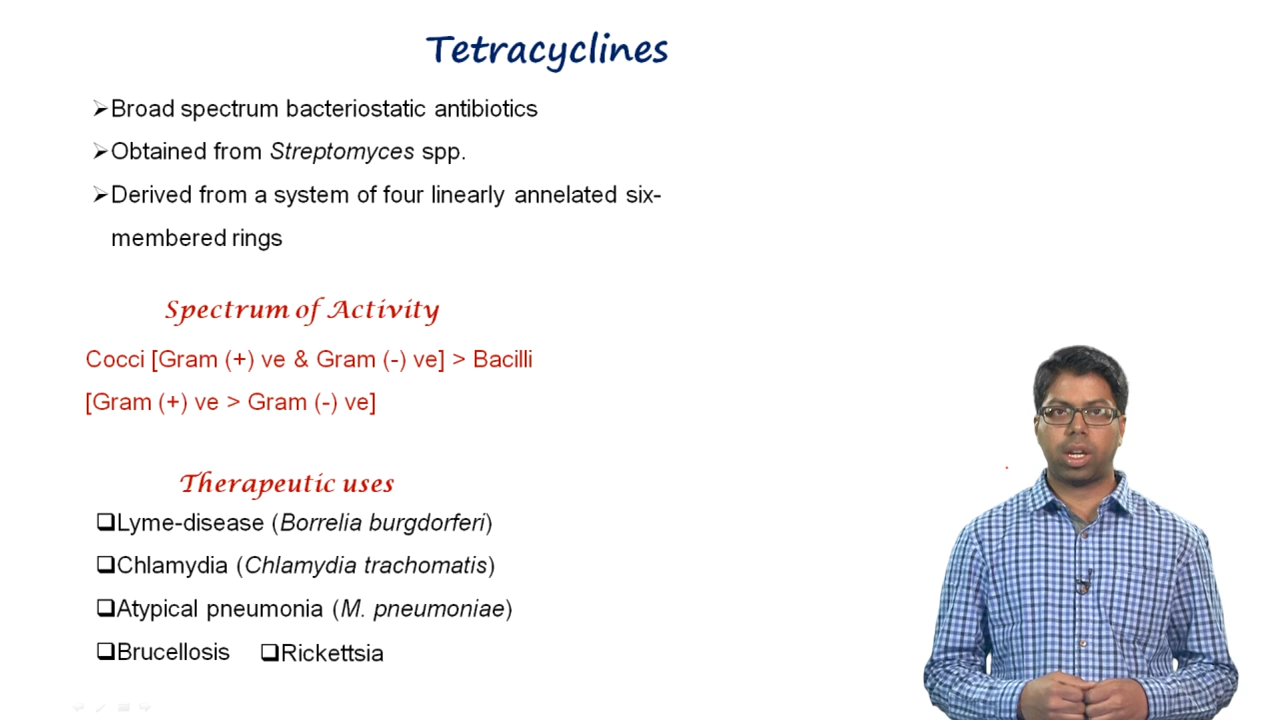 Tetracyclines
➢Broad spectrum bacteriostatic antibiotics
➢Obtained from Streptomyces spp.
➢Derived from a system of four linearly annelated six-
membered rings
Spectrum of Activity
Cocci [Gram (+) ve & Gram (-) ve] > Bacilli
[Gram (+) ve > Gram (-) ve]
Therapeutic uses
❑Lyme-disease (Borrelia burgdorferi)
❑Chlamydia (Chlamydia trachomatis)
❑Atypical pneumonia (M. pneumoniae)
❑Brucellosis ❑Rickettsia